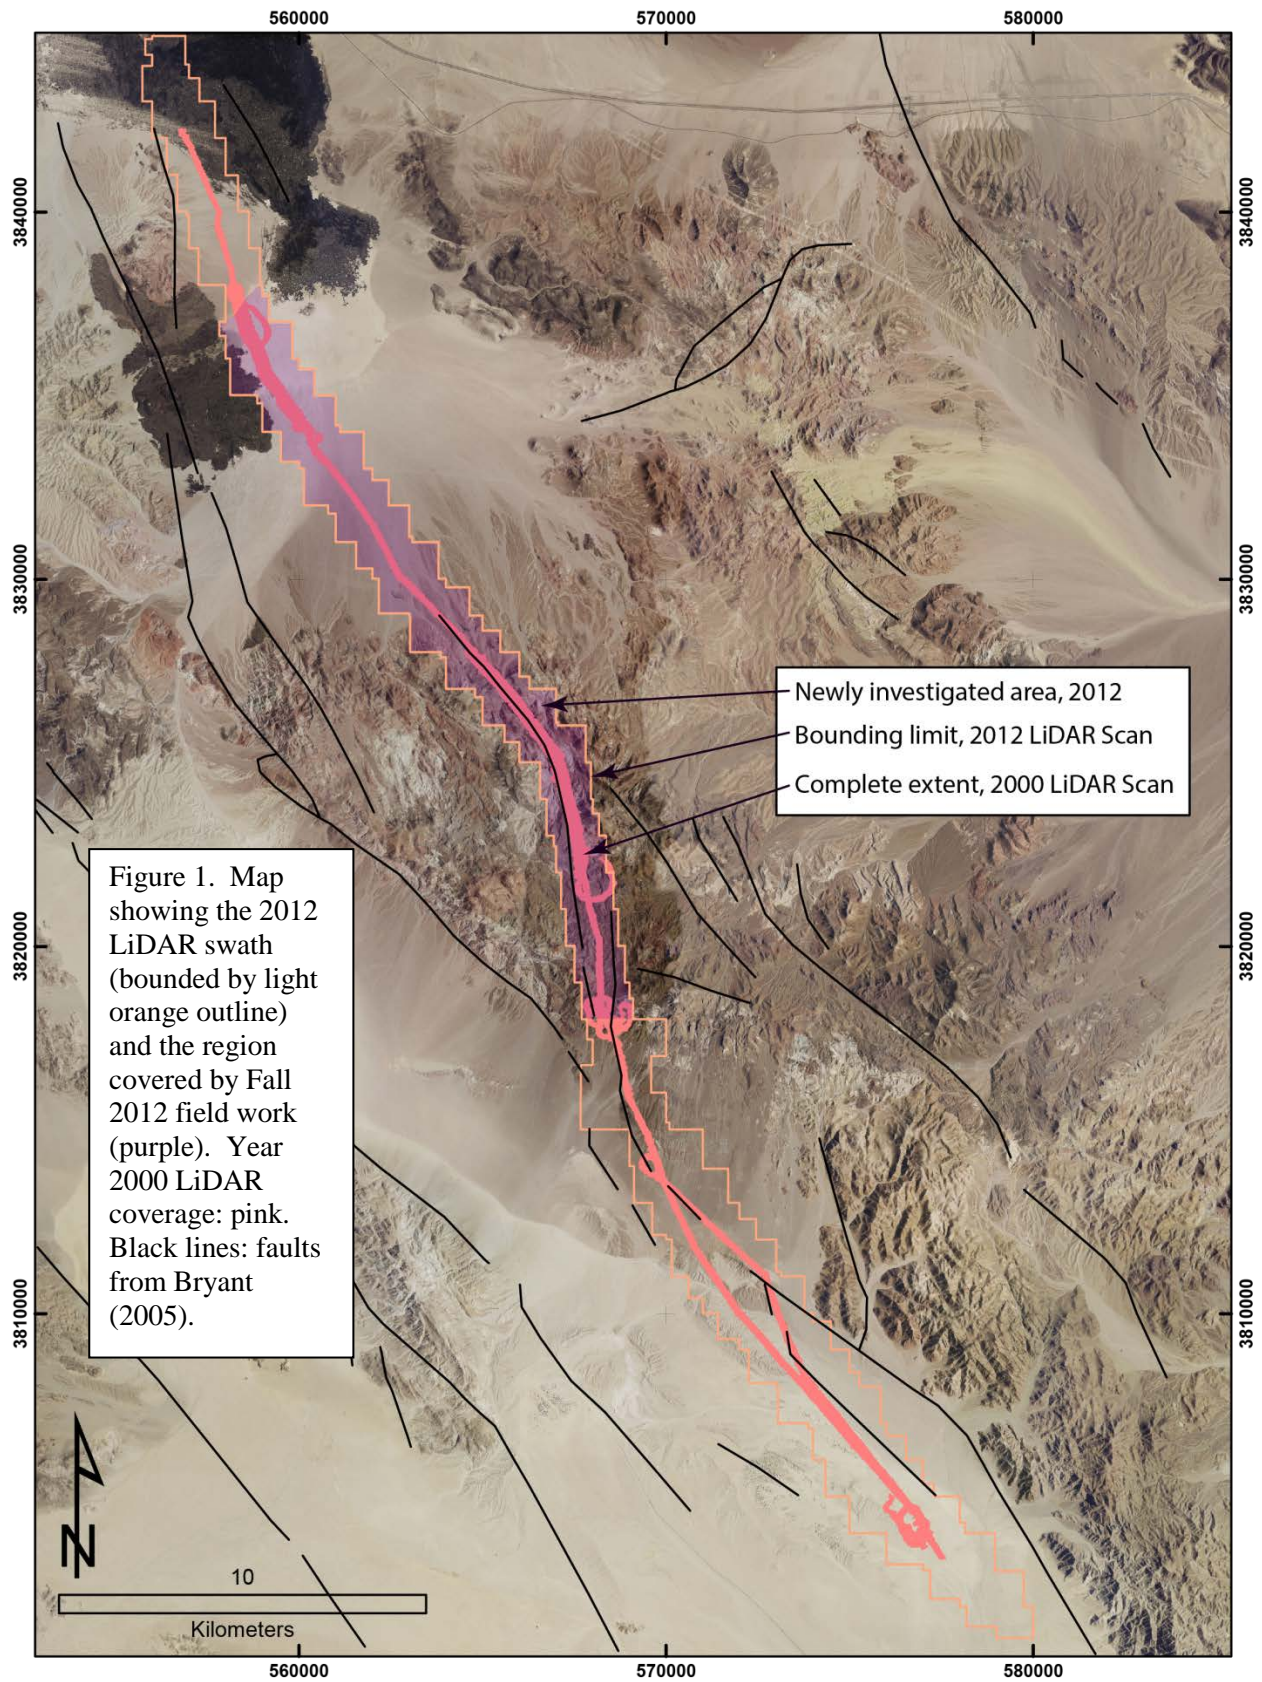 560000
570000
580000
3840000
3840000
3830000
3830000
Newly investigated area, 2012
Bounding limit, 2012 LiDAR Scan
Complete extent, 2000 LiDAR Scan
Figure 1.  Map
showing the 2012
LiDAR swath
(bounded by light
orange outline)
and the region
covered by Fall
2012 field work
(purple).  Year
2000 LiDAR
coverage: pink.
Black lines: faults
from Bryant
(2005).
3820000
3820000
3810000
3810000
N
10
Kilometers
560000
570000
580000